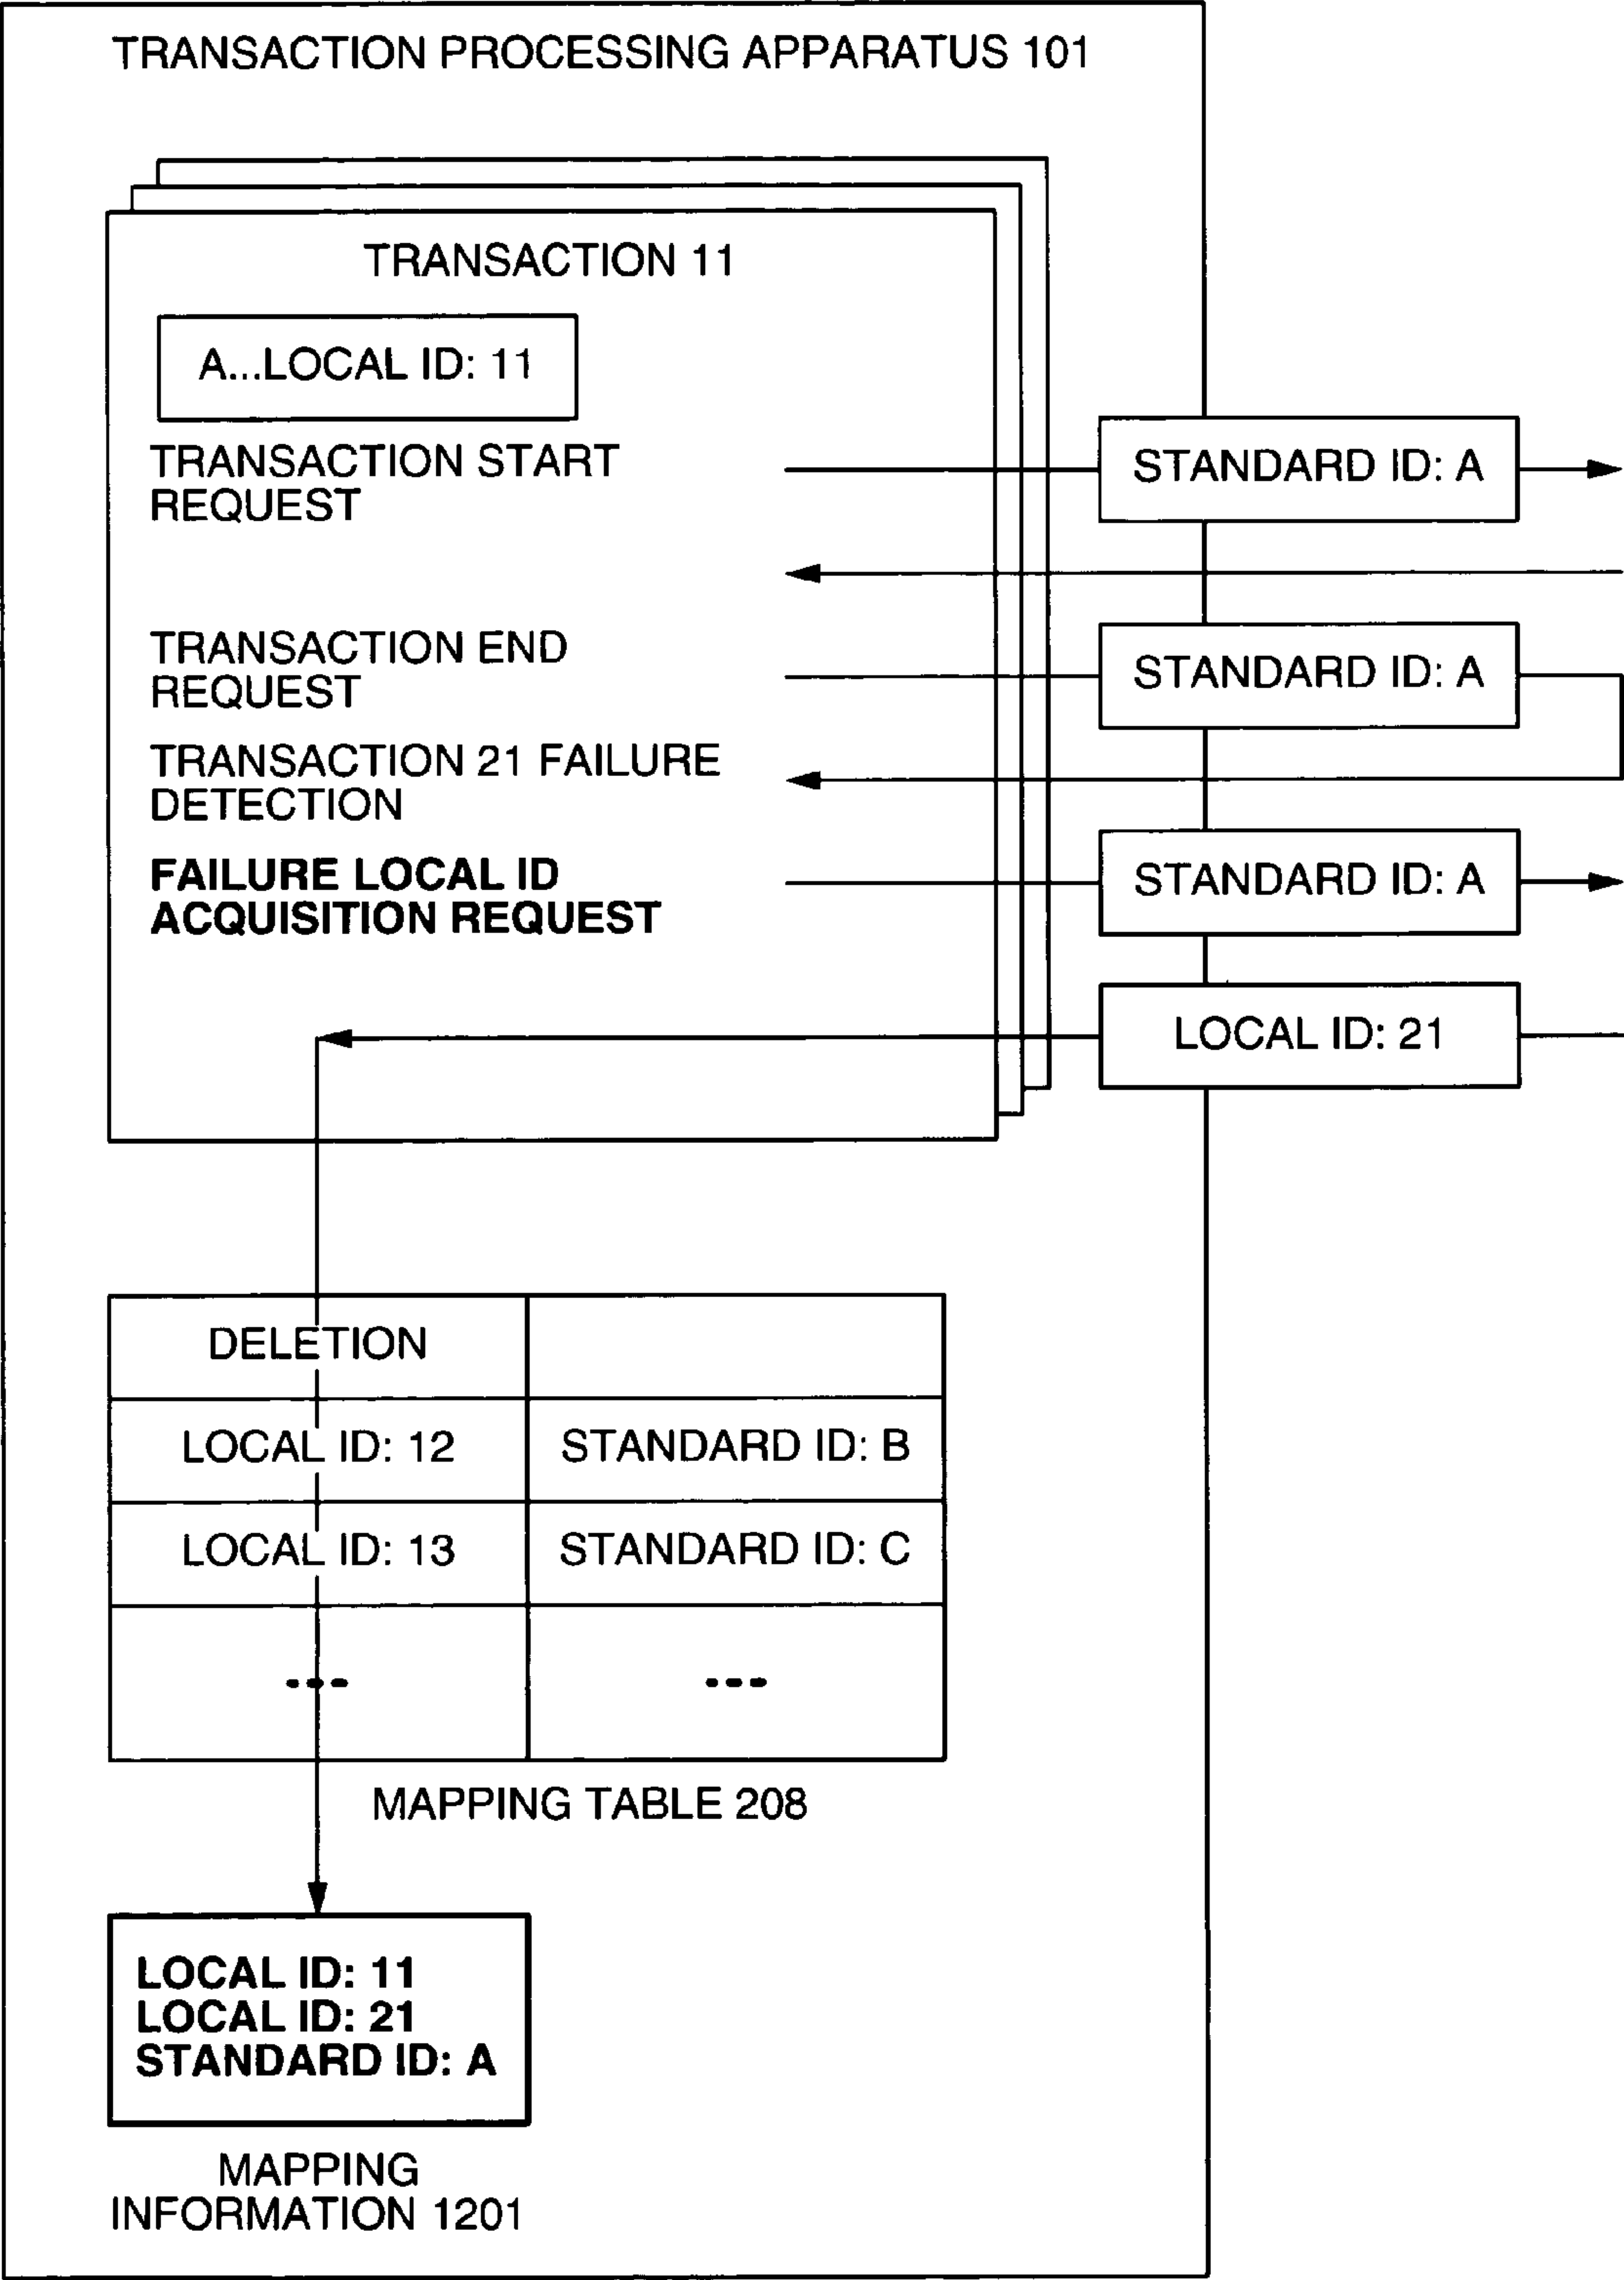 TRANSACTION PROCESSING APPARATUS 101
TRANSACTION 11
A...LOCAL ID: 11
TRANSACTION START
REQUEST
STANDARD ID: A
TRANSACTION END
REQUEST
STANDARD ID: A
TRANSACTION 21 FAILURE
DETECTION
FAILURE LOCAL ID
ACQUISITION REQUEST
STANDARD ID: A
LOCAL ID: 21
DELETION
LOCAL ID: 12
STANDARD ID: B
LOCAL ID: 13
STANDARD ID: C
---
---
MAPPING TABLE 208
LOCAL ID: 11
LOCAL ID: 21
STANDARD ID: A
MAPPING
INFORMATION 1201